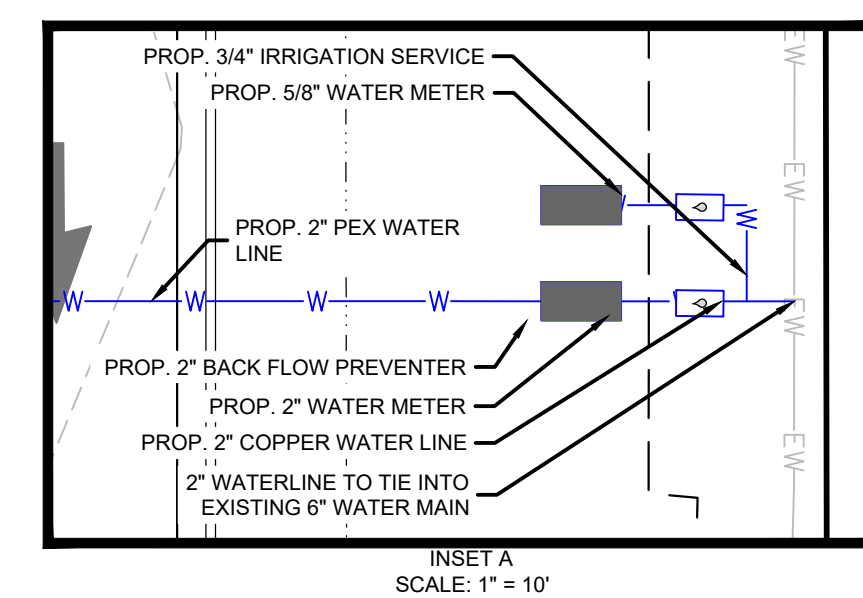 PROP. 3/4" IRRIGATION SERVICE
PROP. 5/8" WATER METER
PROP. 2" PEX WATER
LINE
W
W
W
W
W
EW
EW
EW
EW
PROP. 2" BACK FLOW PREVENTER
PROP. 2" WATER METER
PROP. 2" COPPER WATER LINE
2" WATERLINE TO TIE INTO
EXISTING 6" WATER MAIN
INSET A
SCALE: 1" = 10'